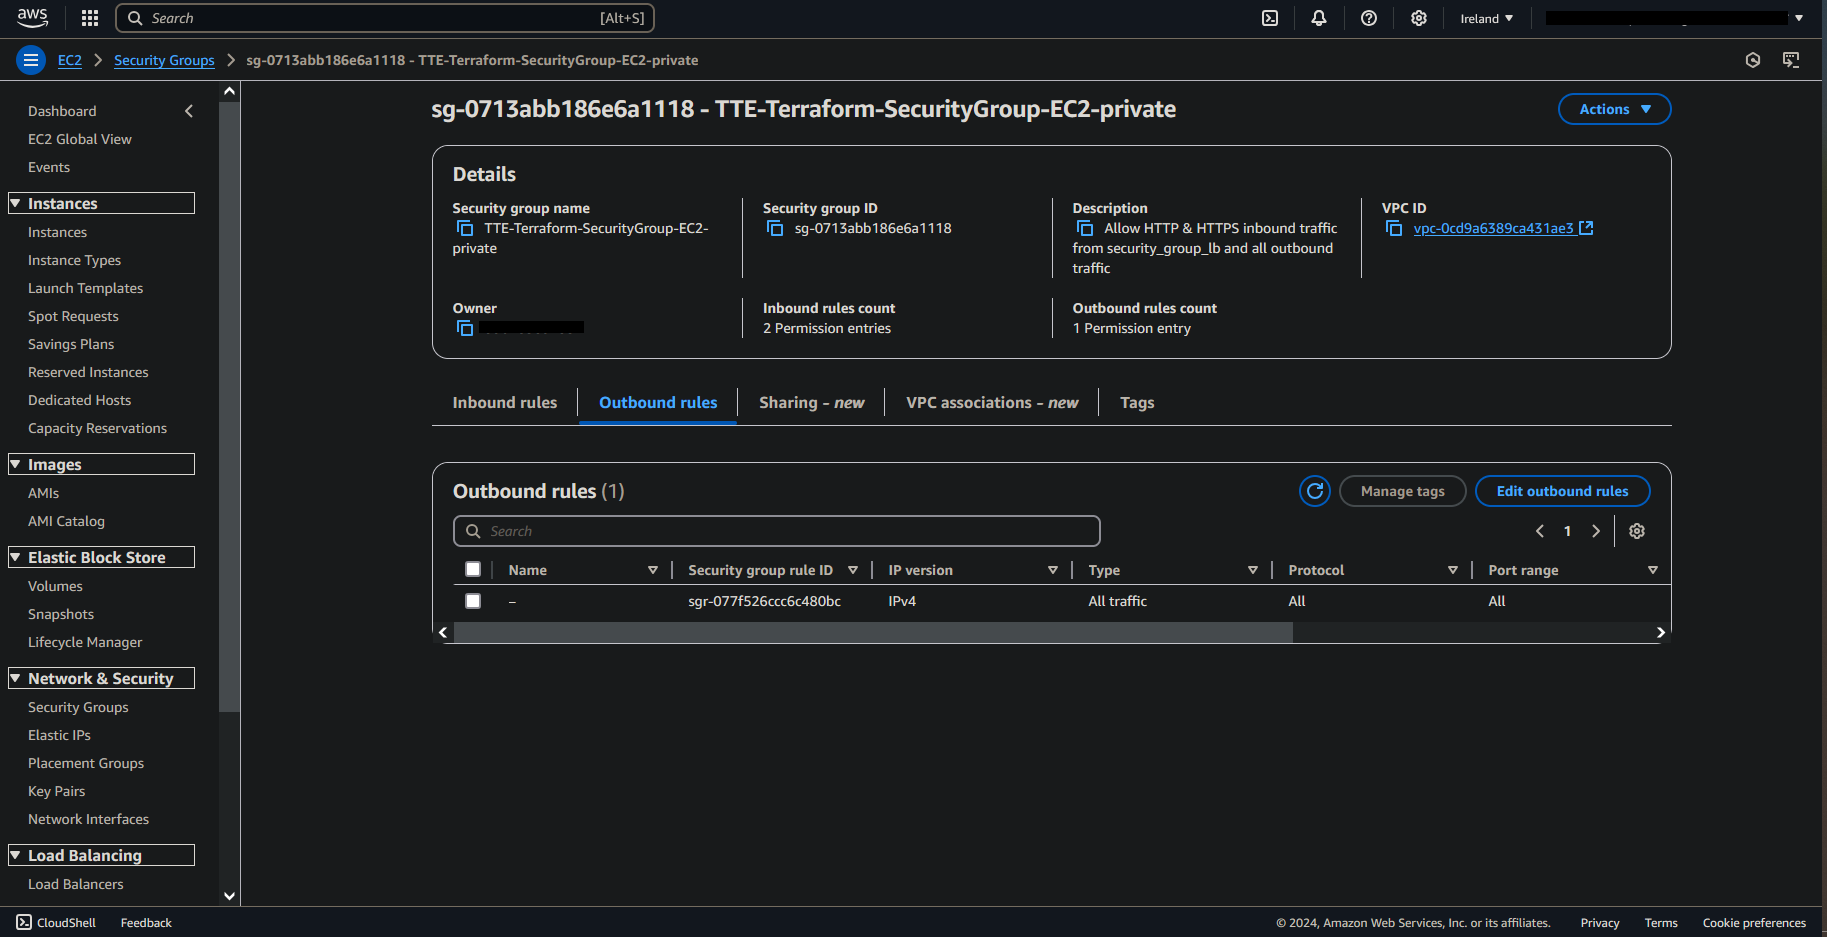 aws
Search [Alt+S]
Ireland
EC2 Security Groups sg-0713abb186e6a1118 - TTE-Terraform-SecurityGroup-EC2-private
Dashboard
EC2 Global View
Events
Instances
Instances
Instance Types
Launch Templates
Spot Requests
Savings Plans
Reserved Instances
Dedicated Hosts
Capacity Reservations
Images
AMIs
AMI Catalog
Elastic Block Store
Volumes
Snapshots
Lifecycle Manager
Network & Security
Security Groups
Elastic IPs
Placement Groups
Key Pairs
Network Interfaces
Load Balancing
Load Balancers
sg-0713abb186e6a1118 - TTE-Terraform-SecurityGroup-EC2-private
Actions
Details
Security group name
TTE-Terraform-SecurityGroup-EC2-
private
Security group ID
sg-0713abb186e6a1118
Description
Allow HTTP & HTTPS inbound traffic
from security_group_lb and all outbound
traffic
VPC ID
vpc-0cd9a6389ca431ae3
Owner
Inbound rules count
2 Permission entries
Outbound rules count
1 Permission entry
Inbound rules Outbound rules Sharing - new VPC associations - new Tags
Outbound rules (1)
Manage tags Edit outbound rules
Search
1
Name Security group rule ID IP version Type Protocol Port range
– sgr-077f526ccc6c480bc IPv4 All traffic All All
CloudShell Feedback
© 2024, Amazon Web Services, Inc. or its affiliates. Privacy Terms Cookie preferences